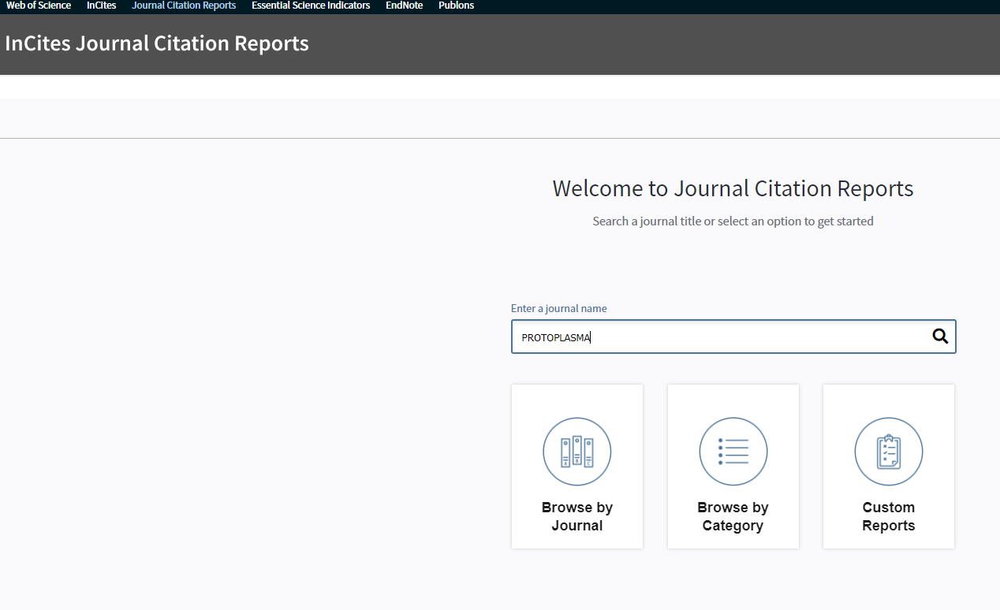 Web of Science InCites Journal Citation Reports Essential Science Indicators EndNote Publons
InCites Journal Citation Reports
Welcome to Journal Citation Reports
Search a journal title or select an option to get started
Enter a journal name
PROTOPLASMA
A B C
Browse by
Journal
Browse by
Category
Custom
Reports